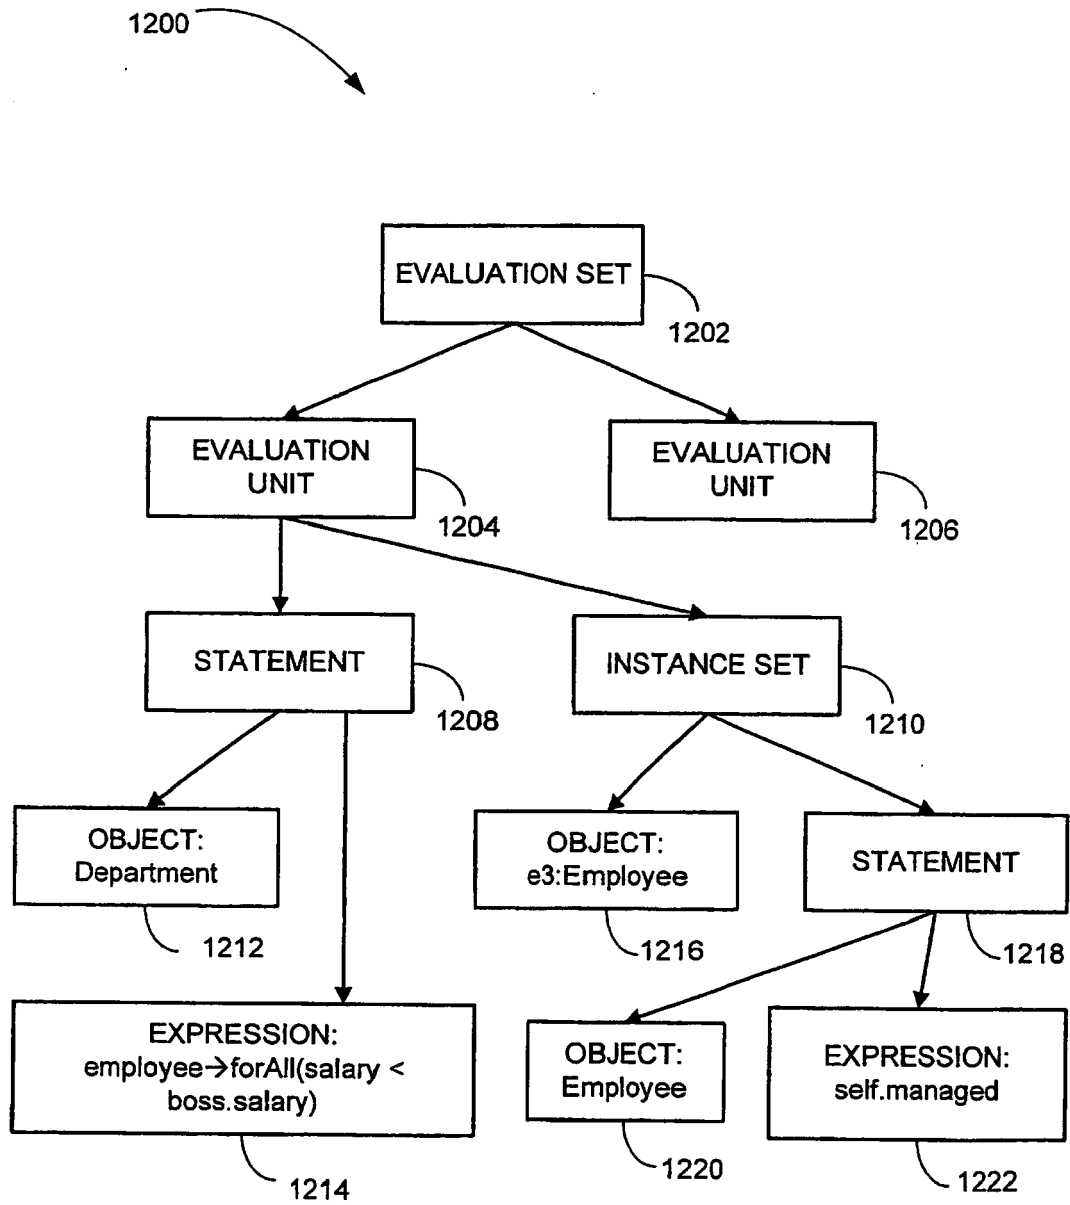 1200
EVALUATION SET
1202
EVALUATION
UNIT
1204
EVALUATION
UNIT
1206
STATEMENT
1208
INSTANCE SET
1210
OBJECT:
Department
1212
OBJECT:
e3:Employee
1216
STATEMENT
1218
EXPRESSION:
employee→forAll(salary <
boss.salary)
1214
OBJECT:
Employee
1220
EXPRESSION:
self.managed
1222